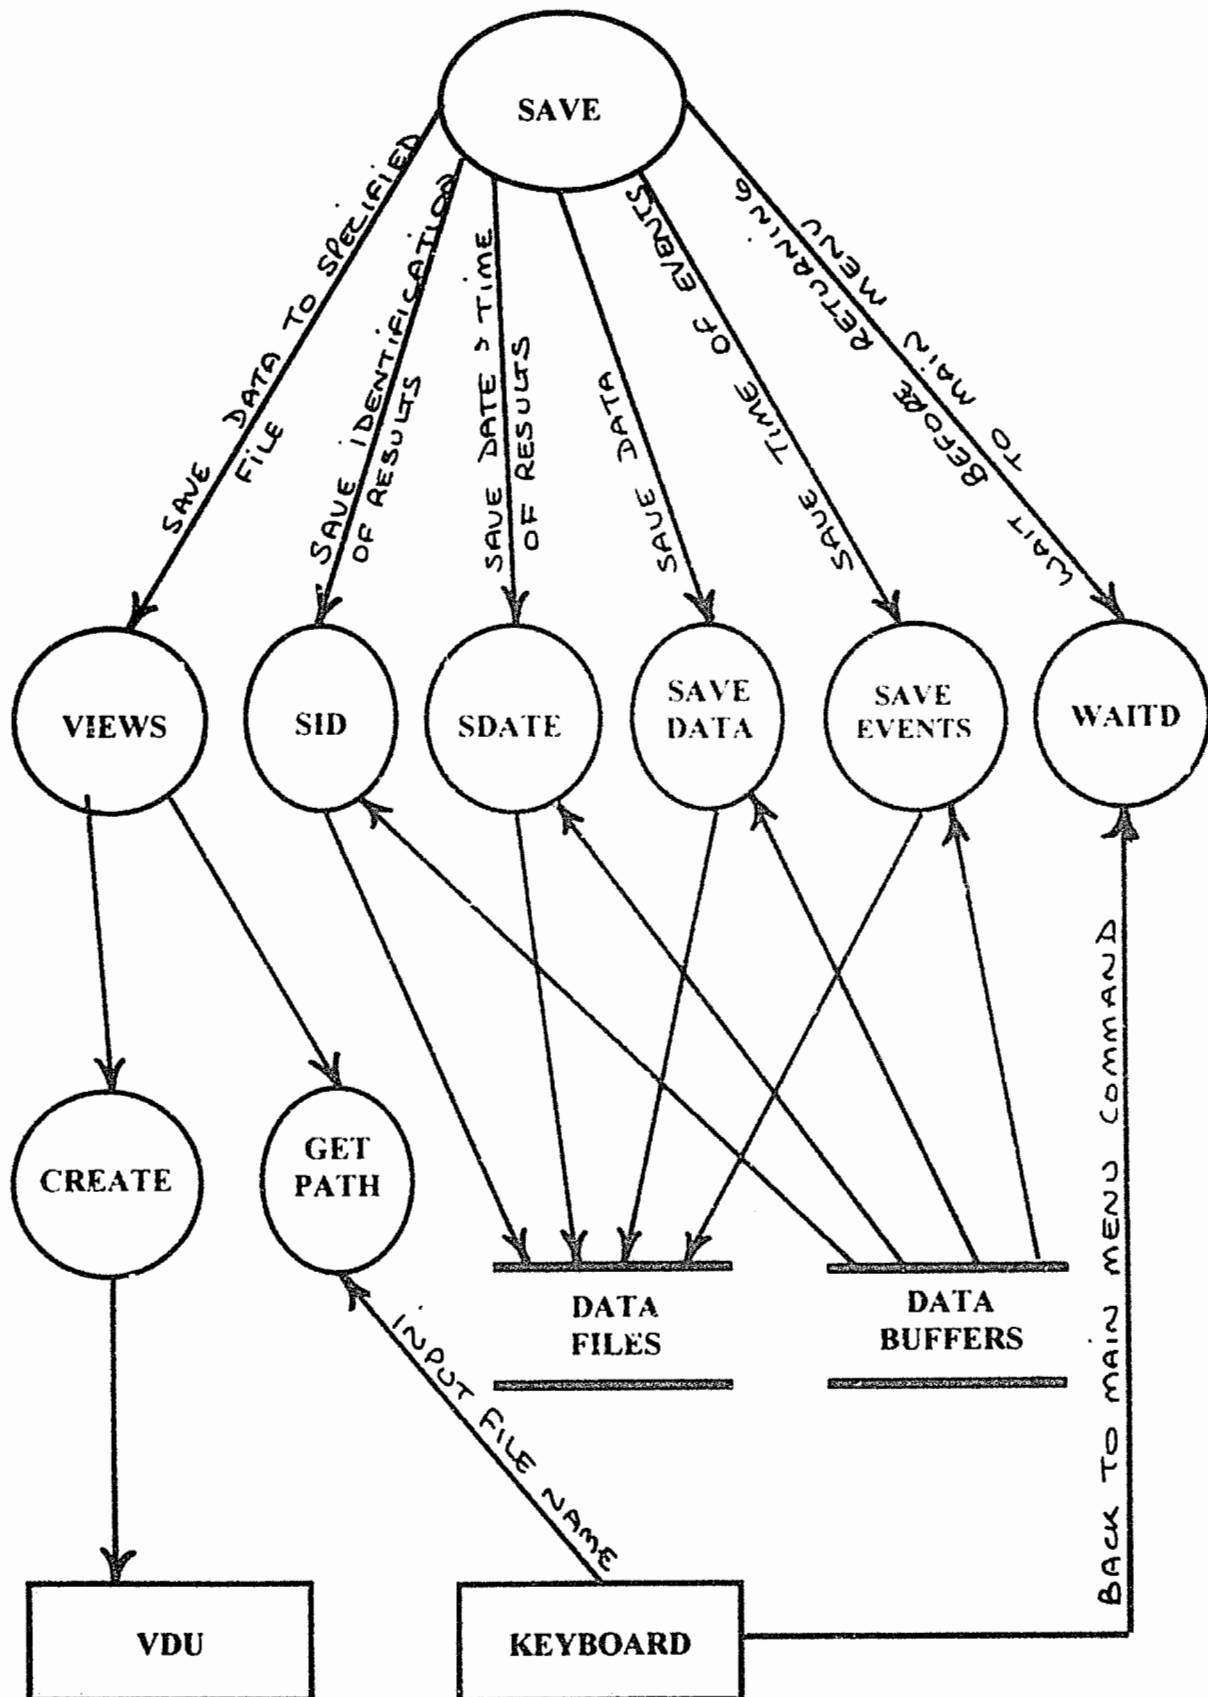 SAVE
SAVE DATA TO SPECIFIED
FILE
SAVE IDENTIFICATION
OF RESULTS
SAVE DATE & TIME
OF RESULTS
SAVE DATA
SAVE TIME OF EVENTS
WAIT BEFORE RETURNING
TO MAIN MENU
VIEWS
SID
SDATE
SAVE
DATA
SAVE
EVENTS
WAITD
CREATE
GET
PATH
DATA
FILES
DATA
BUFFERS
INPUT FILE NAME
BACK TO MAIN MENU COMMAND
VDU
KEYBOARD